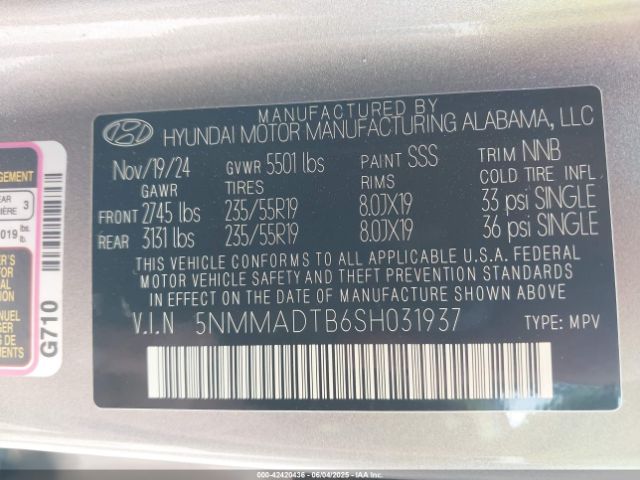 MANUFACTURED BY
HYUNDAI MOTOR MANUFACTURING ALABAMA, LLC
Nov/19/24 GVWR 5501 lbs PAINT SSS TRIM NNB
GAWR TIRES RIMS COLD TIRE INFL
FRONT 2745 lbs 235/55R19 8.0JX19 33 psi SINGLE
REAR 3131 lbs 235/55R19 8.0JX19 36 psi SINGLE
THIS VEHICLE CONFORMS TO ALL APPLICABLE U.S.A. FEDERAL
MOTOR VEHICLE SAFETY AND THEFT PREVENTION STANDARDS
IN EFFECT ON THE DATE OF MANUFACTURE SHOWN ABOVE.
V.I.N 5NMMADTB6SH031937 TYPE: MPV
G710
000-42420436 - 06/04/2025 - IAAI.COM